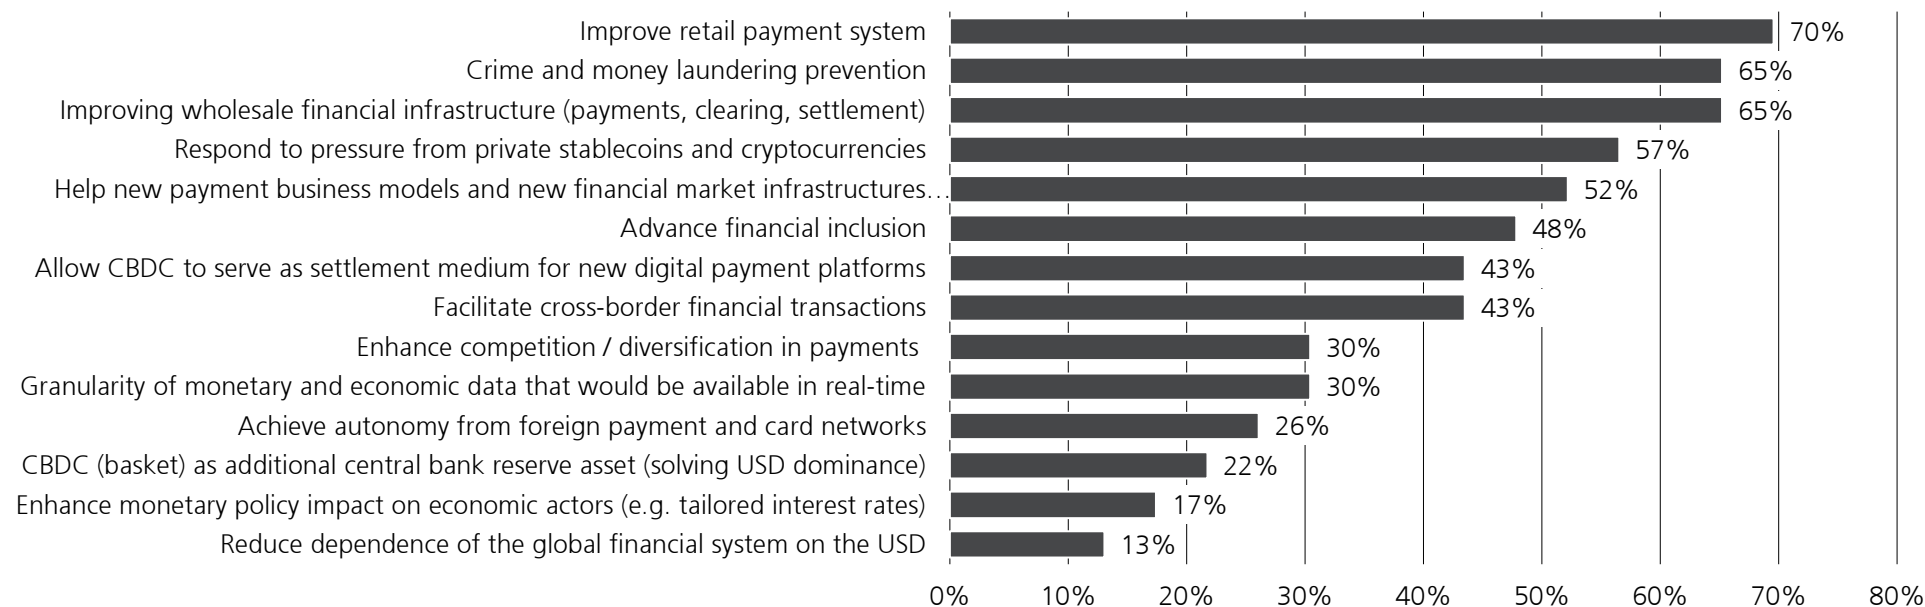 Improve retail payment system 70%
Crime and money laundering prevention 65%
Improving wholesale financial infrastructure (payments, clearing, settlement) 65%
Respond to pressure from private stablecoins and cryptocurrencies 57%
Help new payment business models and new financial market infrastructures... 52%
Advance financial inclusion 48%
Allow CBDC to serve as settlement medium for new digital payment platforms 43%
Facilitate cross-border financial transactions 43%
Enhance competition / diversification in payments 30%
Granularity of monetary and economic data that would be available in real-time 30%
Achieve autonomy from foreign payment and card networks 26%
CBDC (basket) as additional central bank reserve asset (solving USD dominance) 22%
Enhance monetary policy impact on economic actors (e.g. tailored interest rates) 17%
Reduce dependence of the global financial system on the USD 13%
0% 10% 20% 30% 40% 50% 60% 70% 80%